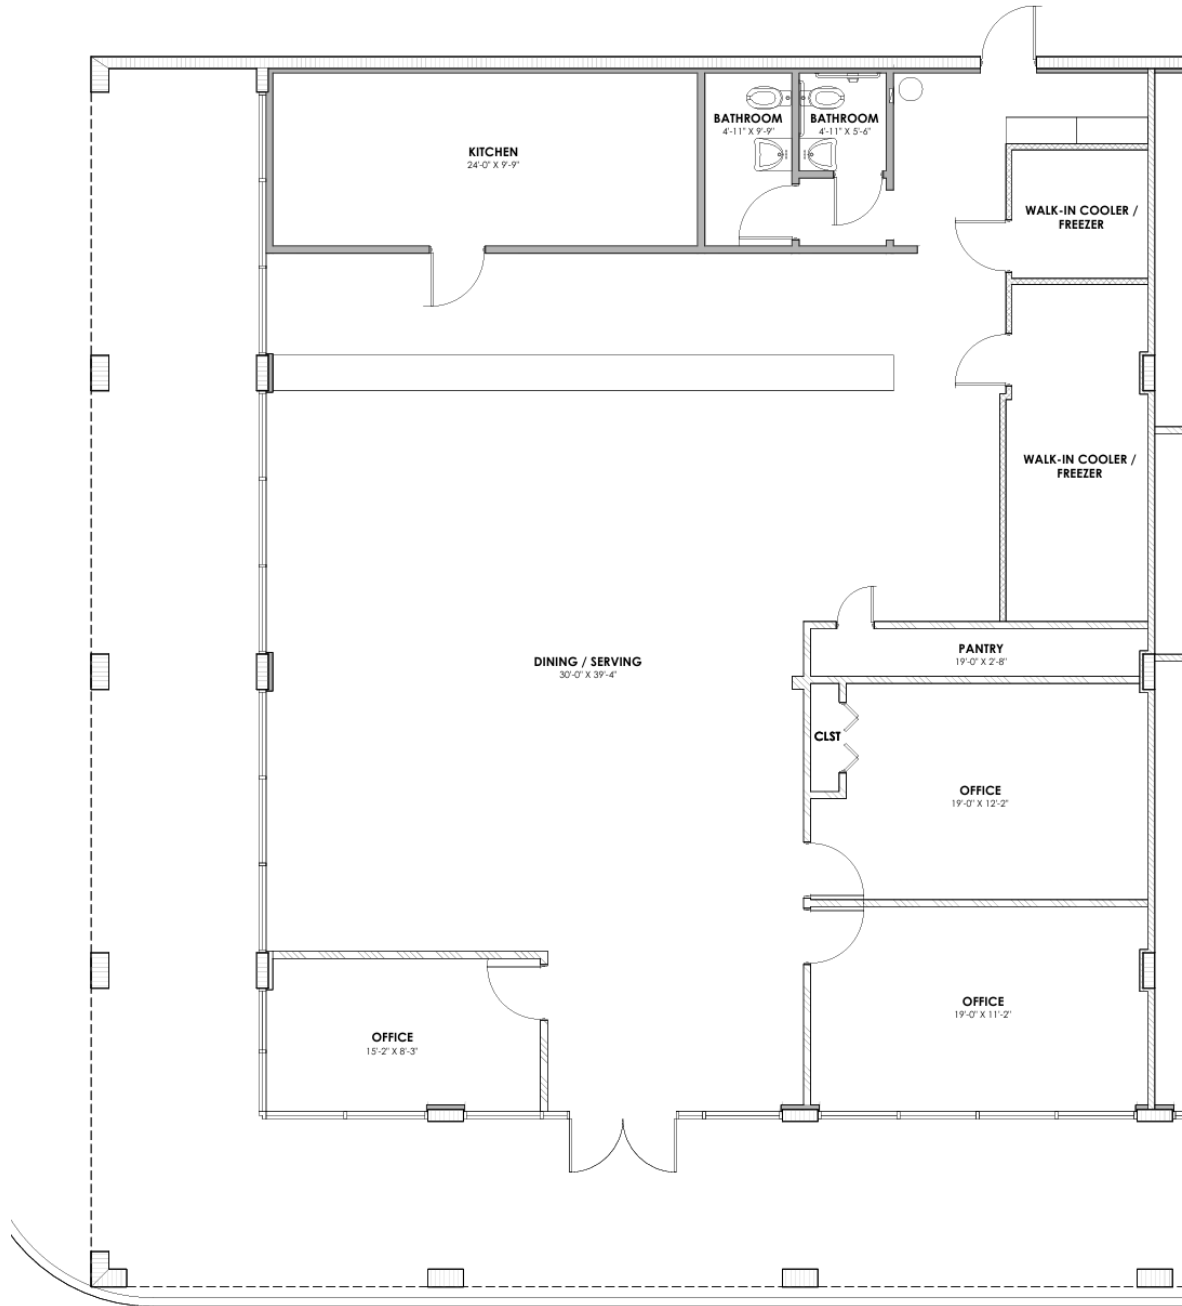 BATHROOM
4'-11" X 9'-9"
BATHROOM
4'-11" X 5'-6"
KITCHEN
24'-0" X 9'-9"
WALK-IN COOLER /
FREEZER
WALK-IN COOLER /
FREEZER
DINING / SERVING
30'-0" X 39'-4"
PANTRY
19'-0" X 2'-8"
CLST
OFFICE
19'-0" X 12'-2"
OFFICE
19'-0" X 11'-2"
OFFICE
15'-2" X 8'-3"